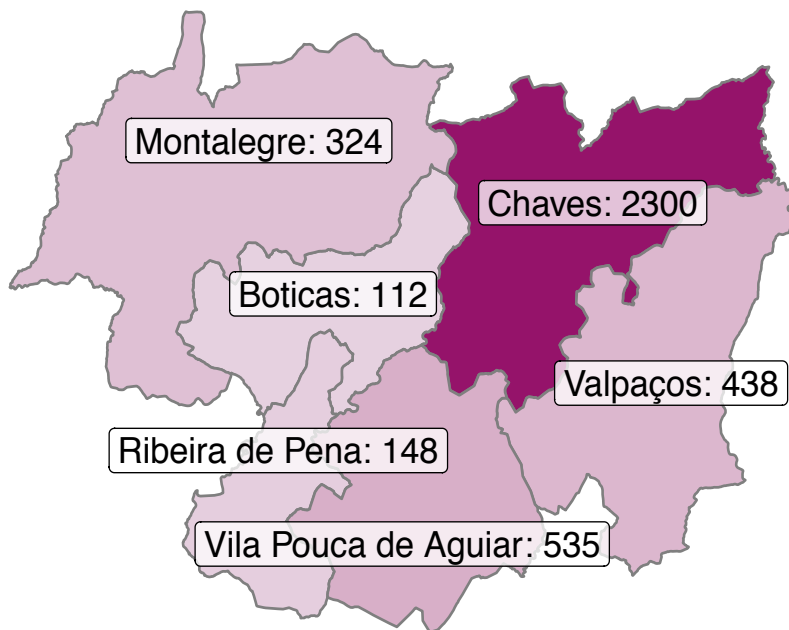 Montalegre: 324
Chaves: 2300
Boticas: 112
Valpaços: 438
Ribeira de Pena: 148
Vila Pouca de Aguiar: 535